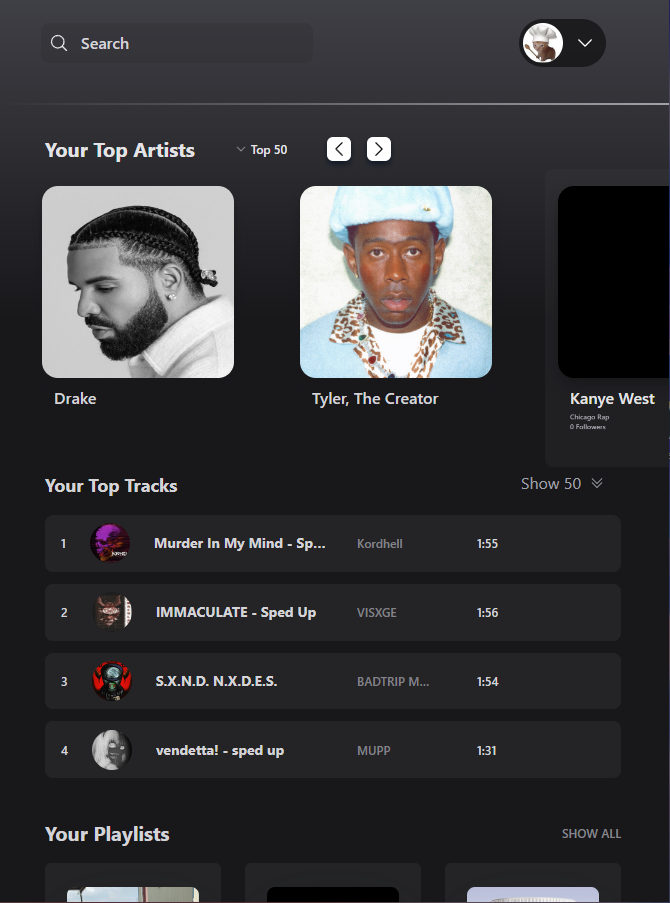 Search
Your Top Artists
Top 50
Drake
Tyler, The Creator
Kanye West
Chicago Rap
0 Followers
Your Top Tracks
Show 50
1 Murder In My Mind - Sp... Kordhell 1:55
2 IMMACULATE - Sped Up VISXGE 1:56
3 S.X.N.D. N.X.D.E.S. BADTRIP M... 1:54
4 vendetta! - sped up MUPP 1:31
Your Playlists
SHOW ALL